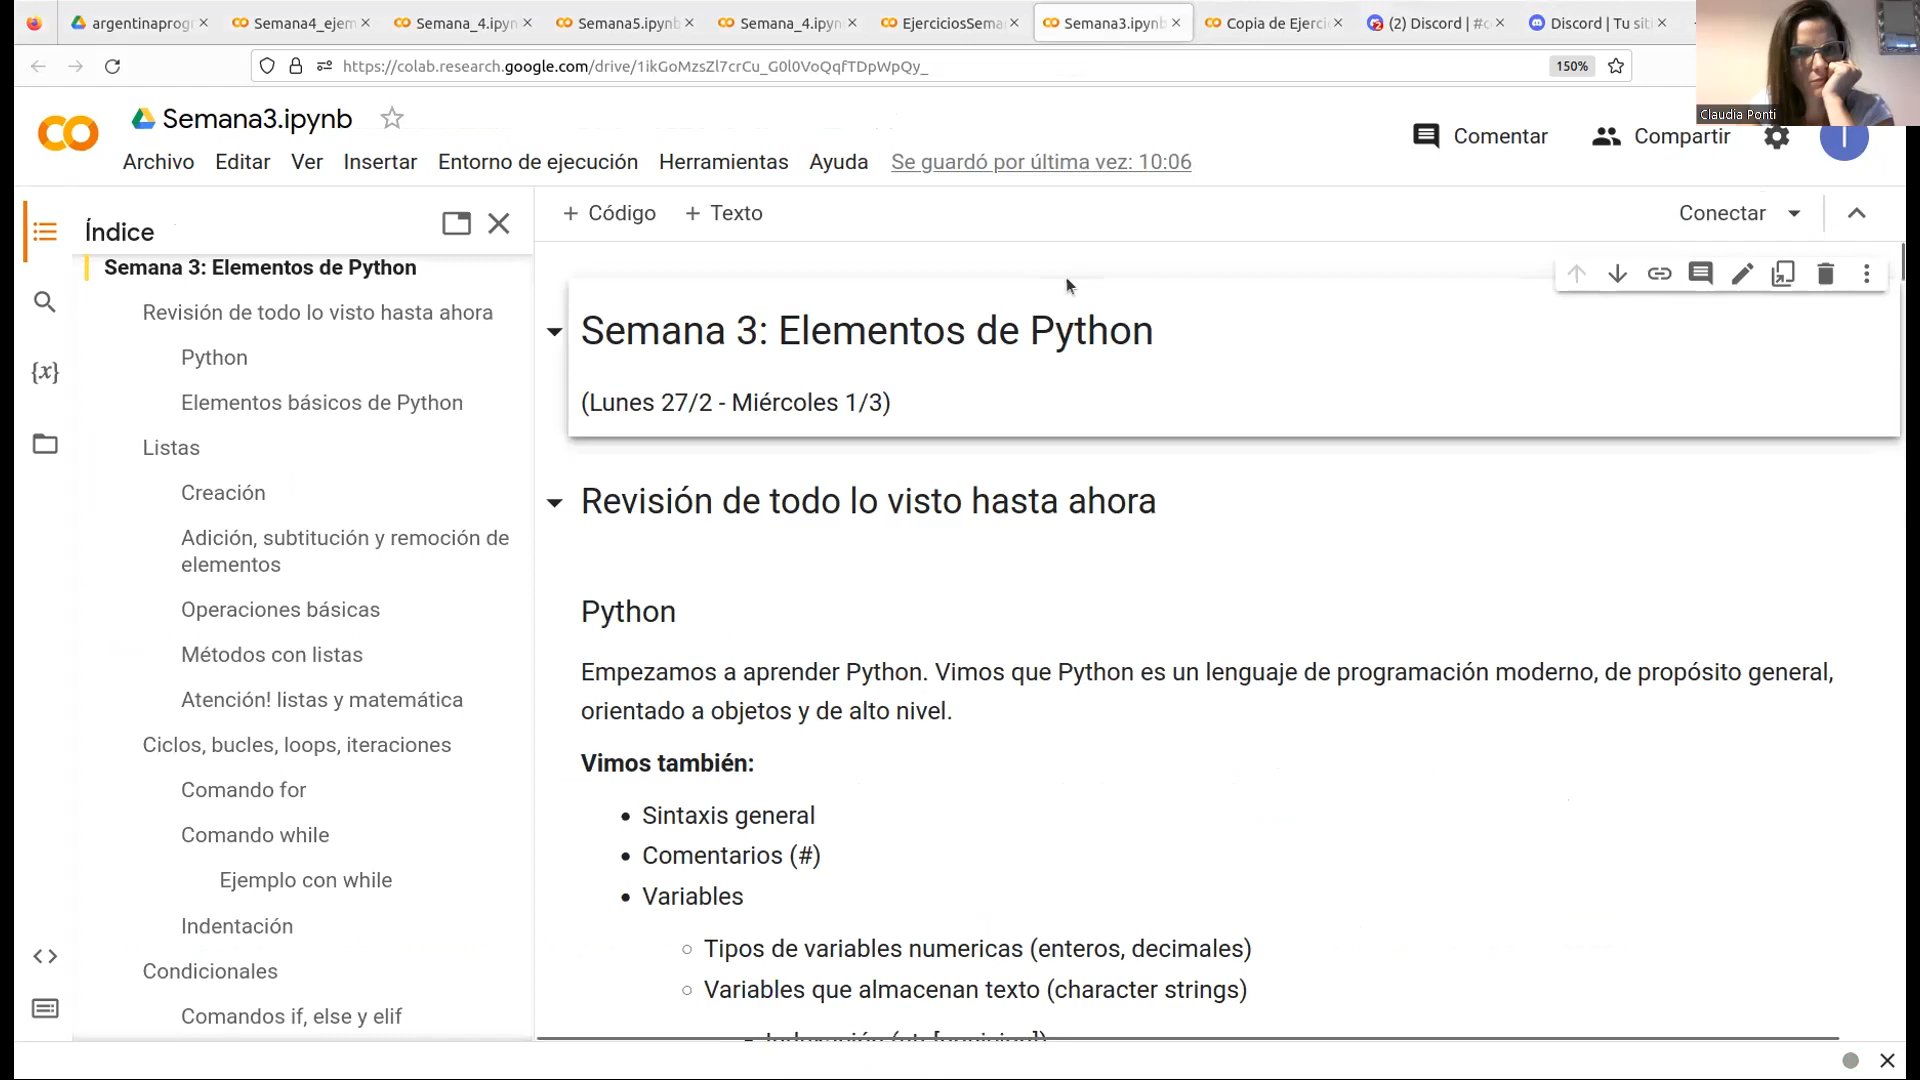 argentinaprogr
Semana4_ejem
Semana_4.ipyn
Semana5.ipynb
Semana_4.ipyn
EjerciciosSema
Semana3.ipynb
Copia de Ejerci
(2) Discord | #c
Discord | Tu sit
https://colab.research.google.com/drive/1ikGoMzsZl7crCu_G0l0VoQqfTDpWpQy_
150%
Claudia Ponti
Semana3.ipynb
Comentar
Compartir
Archivo Editar Ver Insertar Entorno de ejecución Herramientas Ayuda Se guardó por última vez: 10:06
Índice
+ Código + Texto
Conectar
Semana 3: Elementos de Python
Revisión de todo lo visto hasta ahora
Python
Elementos básicos de Python
Listas
Creación
Adición, subtitución y remoción de
elementos
Operaciones básicas
Métodos con listas
Atención! listas y matemática
Ciclos, bucles, loops, iteraciones
Comando for
Comando while
Ejemplo con while
Indentación
Condicionales
Comandos if, else y elif
Semana 3: Elementos de Python
(Lunes 27/2 - Miércoles 1/3)
Revisión de todo lo visto hasta ahora
Python
Empezamos a aprender Python. Vimos que Python es un lenguaje de programación moderno, de propósito general,
orientado a objetos y de alto nivel.
Vimos también:
• Sintaxis general
• Comentarios (#)
• Variables
◦ Tipos de variables numericas (enteros, decimales)
◦ Variables que almacenan texto (character strings)